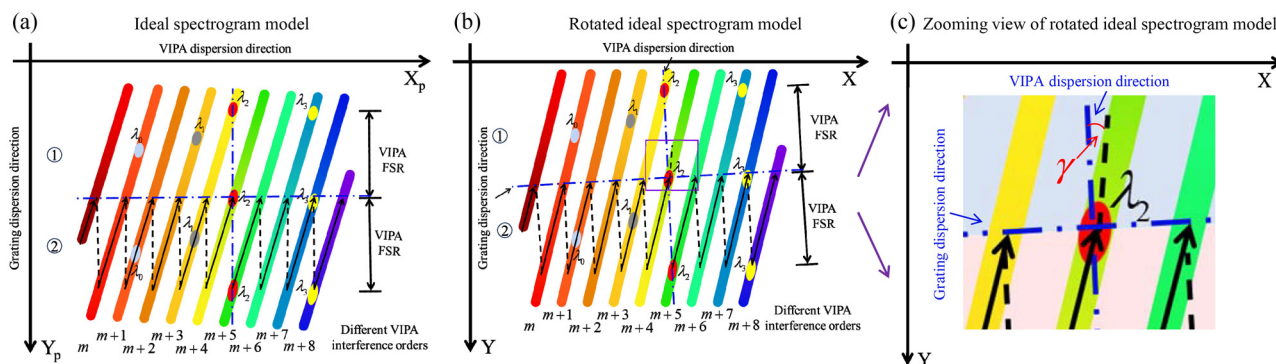 (a)
Ideal spectrogram model
VIPA dispersion direction
X_p
Grating dispersion direction
①
②
λ₀
λ₁
λ₂
λ₃
VIPA
FSR
λ₂
λ₃
VIPA
FSR
λ₁
λ₀
λ₂
λ₃
m
m + 1
m + 2
m + 3
m + 4
m + 5
m + 6
m + 7
m + 8
Different VIPA
interference orders
Y_p
(b)
Rotated ideal spectrogram model
VIPA dispersion direction
X
Grating dispersion direction
①
②
λ₀
λ₁
λ₂
λ₃
VIPA
FSR
λ₂
λ₃
VIPA
FSR
λ₁
λ₀
λ₂
λ₃
m
m + 1
m + 2
m + 3
m + 4
m + 5
m + 6
m + 7
m + 8
Different VIPA
interference orders
Y
(c)
Zooming view of rotated ideal spectrogram model
X
VIPA dispersion direction
Grating dispersion direction
γ
λ₂
Y